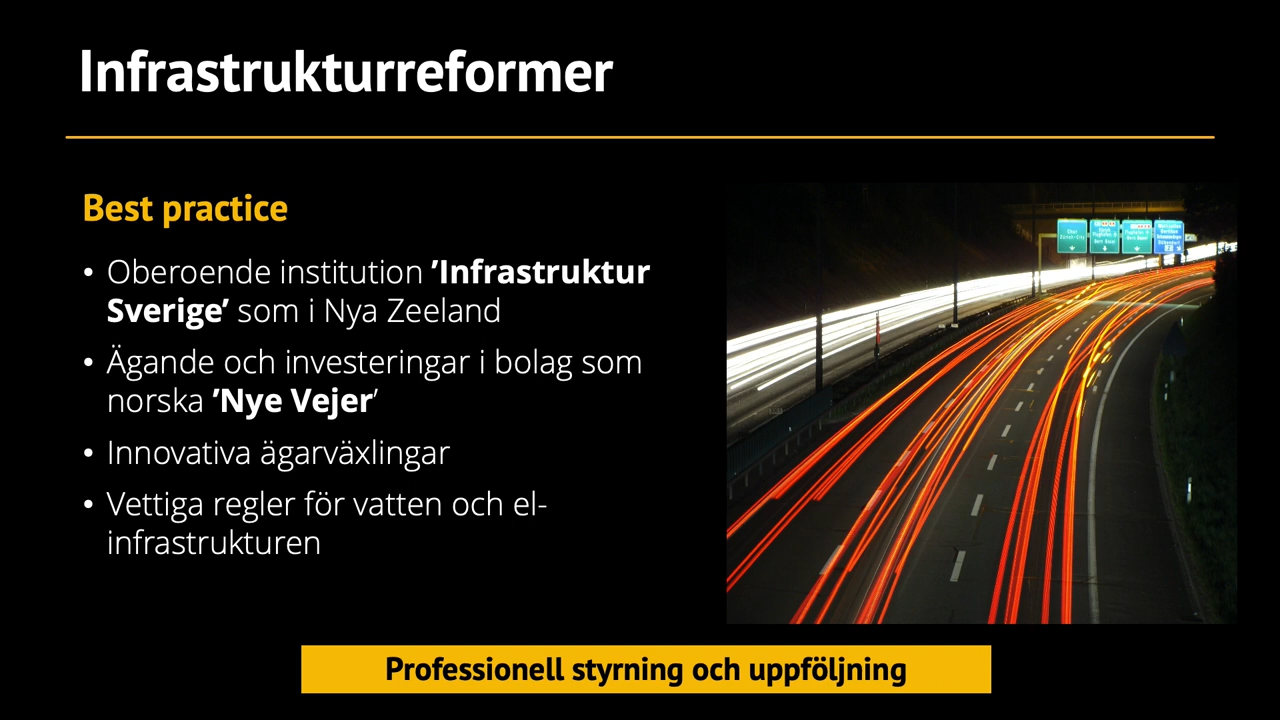 Infrastrukturreformer
Best practice
• Oberoende institution ’Infrastruktur
Sverige’ som i Nya Zeeland
• Ägande och investeringar i bolag som
norska ’Nye Vejer’
• Innovativa ägarväxlingar
• Vettiga regler för vatten och el-
infrastrukturen
Professionell styrning och uppföljning